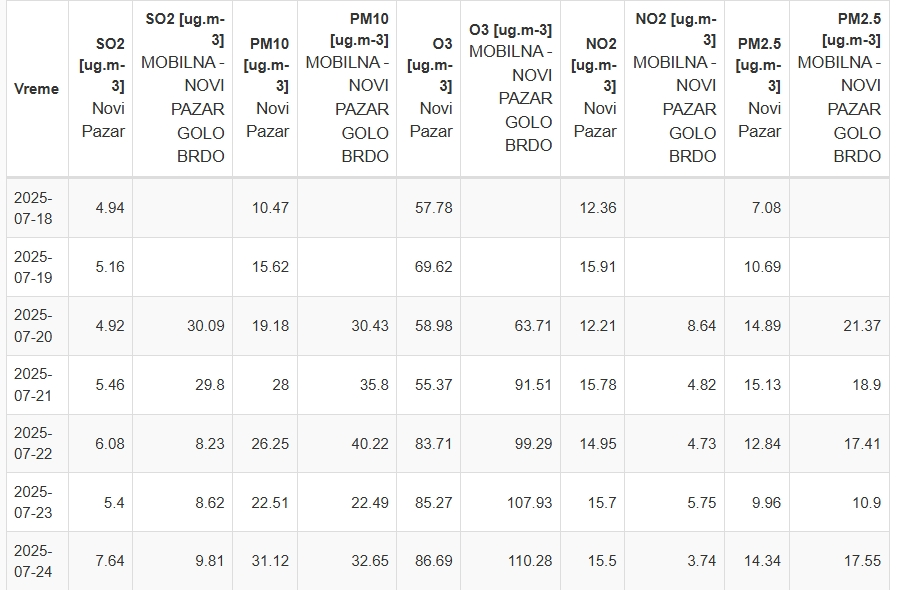 Vreme
SO2
[ug.m-
3]
Novi
Pazar
SO2 [ug.m-
3]
MOBILNA -
NOVI
PAZAR
GOLO
BRDO
PM10
[ug.m-
3]
Novi
Pazar
PM10
[ug.m-3]
MOBILNA -
NOVI
PAZAR
GOLO
BRDO
O3
[ug.m-
3]
Novi
Pazar
O3 [ug.m-3]
MOBILNA -
NOVI
PAZAR
GOLO
BRDO
NO2
[ug.m-
3]
Novi
Pazar
NO2 [ug.m-
3]
MOBILNA -
NOVI
PAZAR
GOLO
BRDO
PM2.5
[ug.m-
3]
Novi
Pazar
PM2.5
[ug.m-3]
MOBILNA -
NOVI
PAZAR
GOLO
BRDO
2025-
07-18
4.94 10.47 57.78 12.36 7.08
2025-
07-19
5.16 15.62 69.62 15.91 10.69
2025-
07-20
4.92 30.09 19.18 30.43 58.98 63.71 12.21 8.64 14.89 21.37
2025-
07-21
5.46 29.8 28 35.8 55.37 91.51 15.78 4.82 15.13 18.9
2025-
07-22
6.08 8.23 26.25 40.22 83.71 99.29 14.95 4.73 12.84 17.41
2025-
07-23
5.4 8.62 22.51 22.49 85.27 107.93 15.7 5.75 9.96 10.9
2025-
07-24
7.64 9.81 31.12 32.65 86.69 110.28 15.5 3.74 14.34 17.55